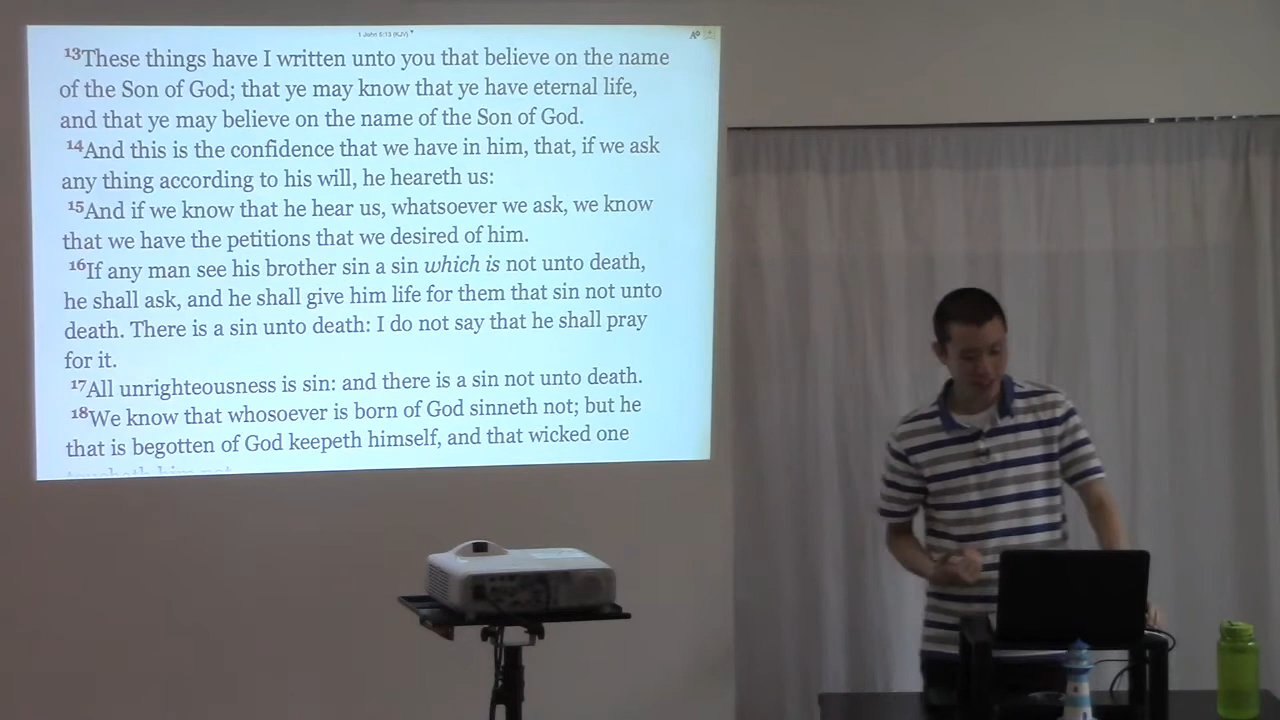 1 John 5:13 (KJV)
13These things have I written unto you that believe on the name
of the Son of God; that ye may know that ye have eternal life,
and that ye may believe on the name of the Son of God.
14And this is the confidence that we have in him, that, if we ask
any thing according to his will, he heareth us:
15And if we know that he hear us, whatsoever we ask, we know
that we have the petitions that we desired of him.
16If any man see his brother sin a sin which is not unto death,
he shall ask, and he shall give him life for them that sin not unto
death. There is a sin unto death: I do not say that he shall pray
for it.
17All unrighteousness is sin: and there is a sin not unto death.
18We know that whosoever is born of God sinneth not; but he
that is begotten of God keepeth himself, and that wicked one
toucheth him not.